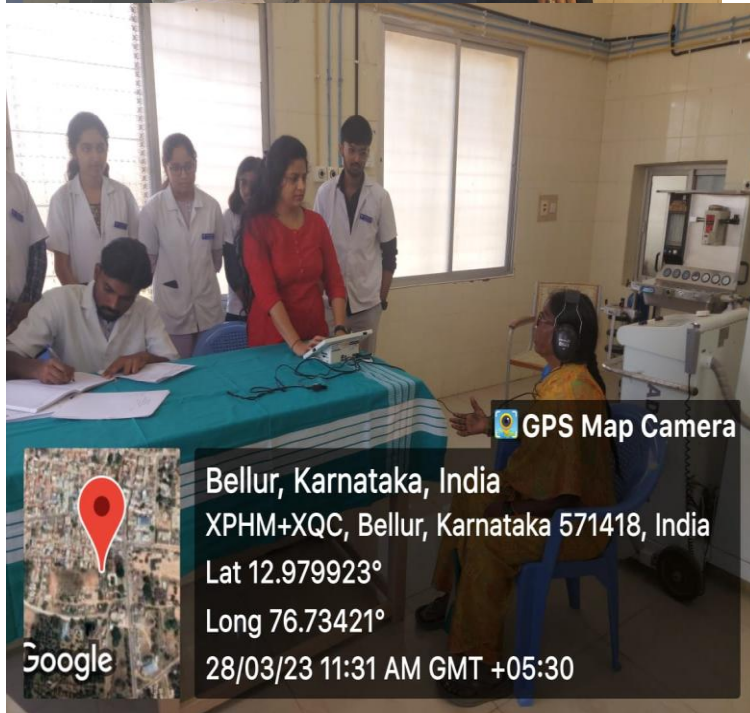 GPS Map Camera
Bellur, Karnataka, India
XPHM+XQC, Bellur, Karnataka 571418, India
Lat 12.979923°
Long 76.73421°
28/03/23 11:31 AM GMT +05:30
Google